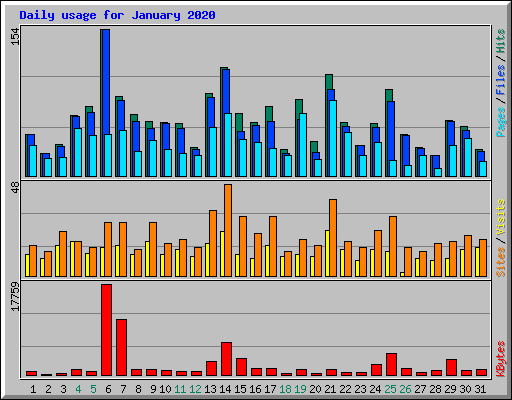 Daily usage for January 2020
154
48
17759
Pages / Files / Hits
Sites / Visits
KBytes
1 2 3 4 5 6 7 8 9 10 11 12 13 14 15 16 17 18 19 20 21 22 23 24 25 26 27 28 29 30 31